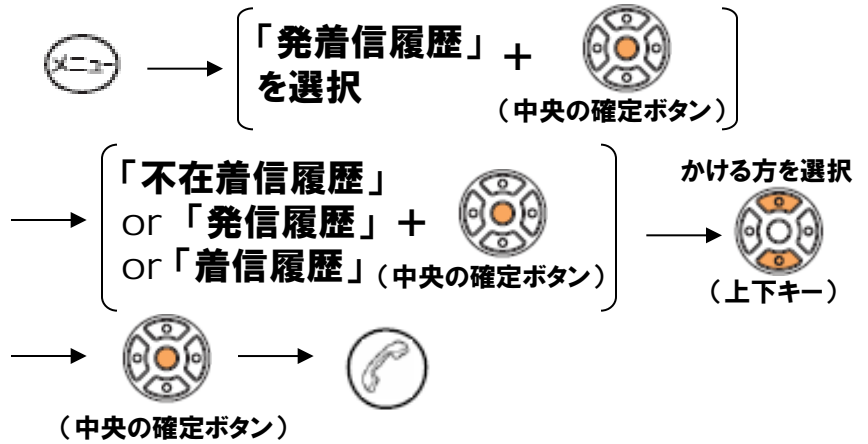 メニュー
「発着信履歴」
を選択
+
(中央の確定ボタン)
「不在着信履歴」
or 「発信履歴」 +
or 「着信履歴」
(中央の確定ボタン)
かける方を選択
(上下キー)
(中央の確定ボタン)